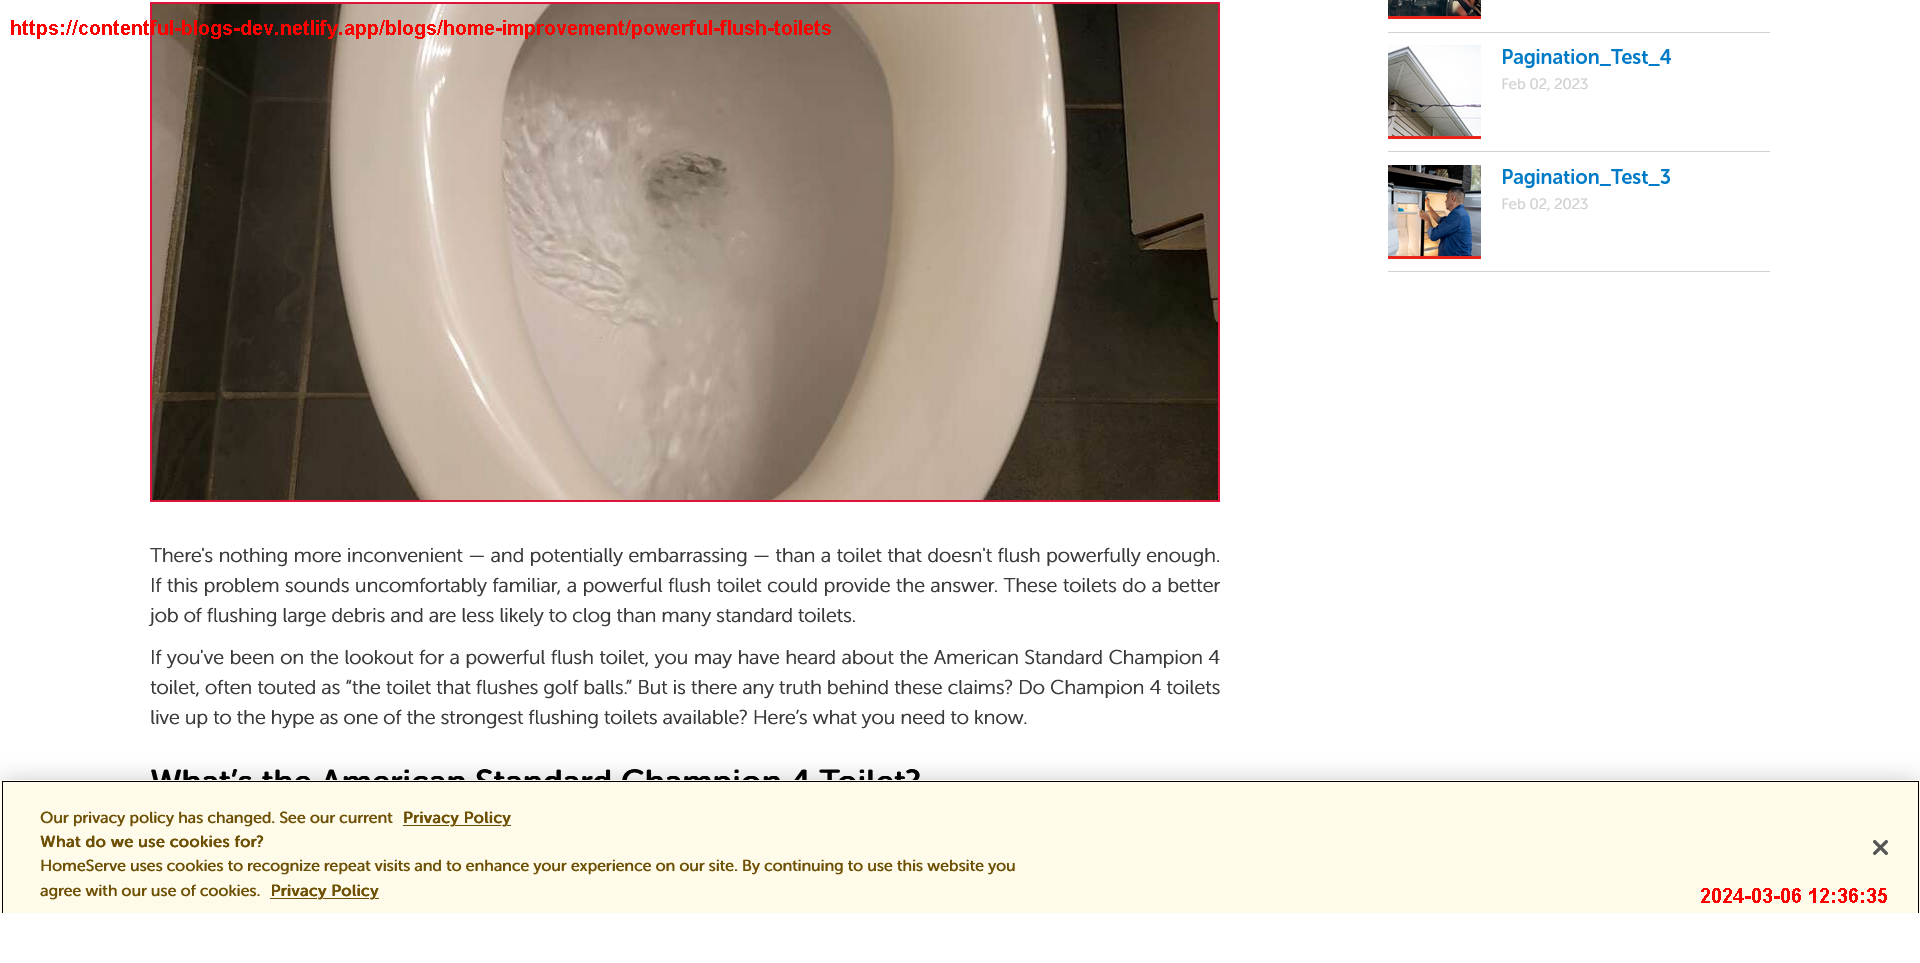 https://contentful-blogs-dev.netlify.app/blogs/home-improvement/powerful-flush-toilets
Pagination_Test_4
Feb 02, 2023
Pagination_Test_3
Feb 02, 2023
There's nothing more inconvenient — and potentially embarrassing — than a toilet that doesn't flush powerfully enough.
If this problem sounds uncomfortably familiar, a powerful flush toilet could provide the answer. These toilets do a better
job of flushing large debris and are less likely to clog than many standard toilets.
If you've been on the lookout for a powerful flush toilet, you may have heard about the American Standard Champion 4
toilet, often touted as “the toilet that flushes golf balls.” But is there any truth behind these claims? Do Champion 4 toilets
live up to the hype as one of the strongest flushing toilets available? Here’s what you need to know.
What’s the American Standard Champion 4 Toilet?
Our privacy policy has changed. See our current Privacy Policy
What do we use cookies for?
HomeServe uses cookies to recognize repeat visits and to enhance your experience on our site. By continuing to use this website you
agree with our use of cookies. Privacy Policy
2024-03-06 12:36:35